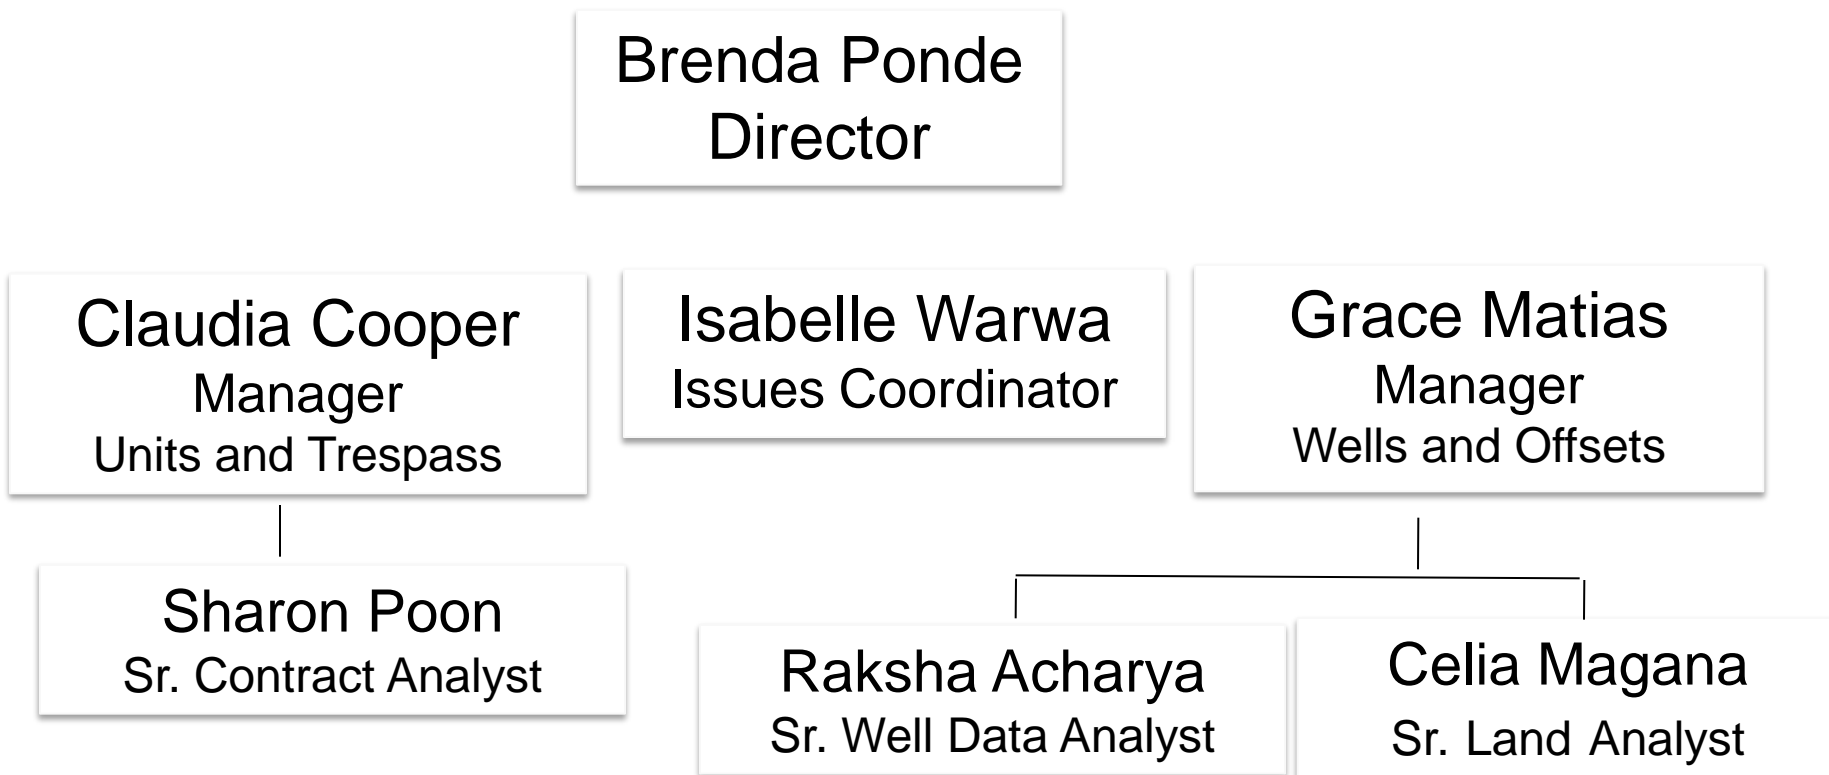 Brenda Ponde
Director
Claudia Cooper
Manager
Units and Trespass
Isabelle Warwa
Issues Coordinator
Grace Matias
Manager
Wells and Offsets
Sharon Poon
Sr. Contract Analyst
Raksha Acharya
Sr. Well Data Analyst
Celia Magana
Sr. Land Analyst